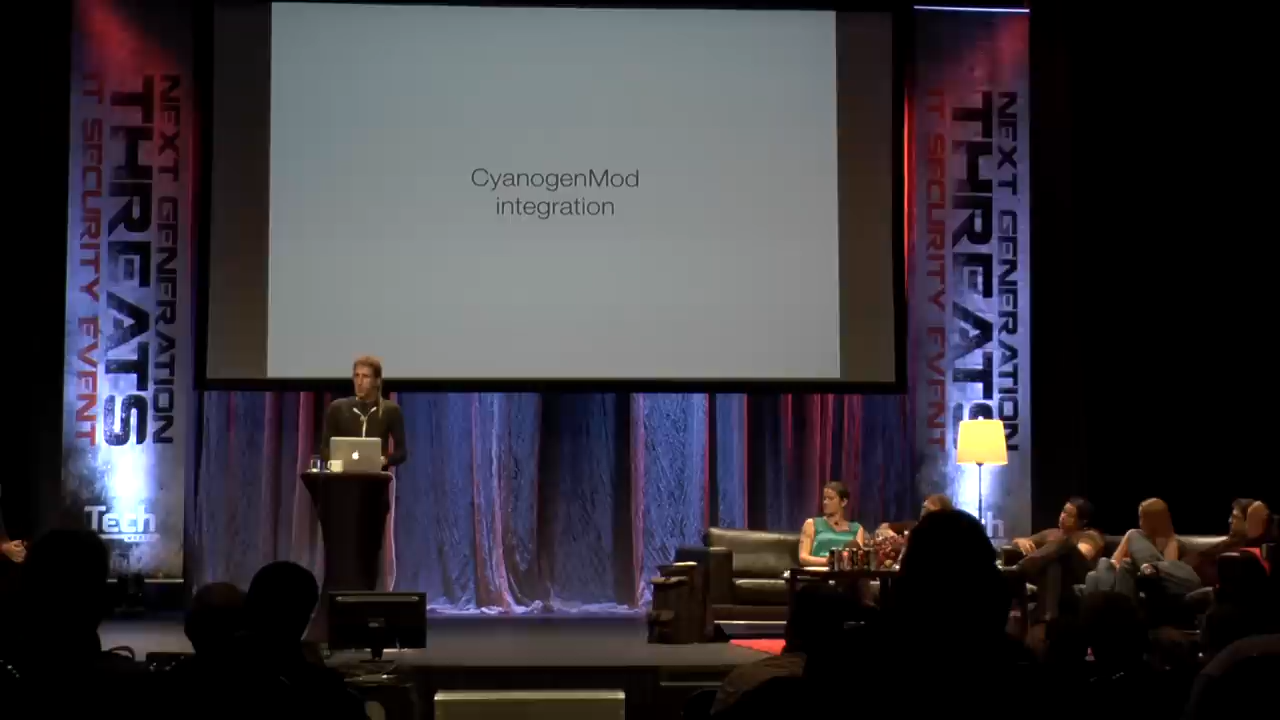 CyanogenMod
integration
NEXT GENERATION
THREATS
IT SECURITY EVENT
Tech
NEXT GENERATION
THREATS
IT SECURITY EVENT